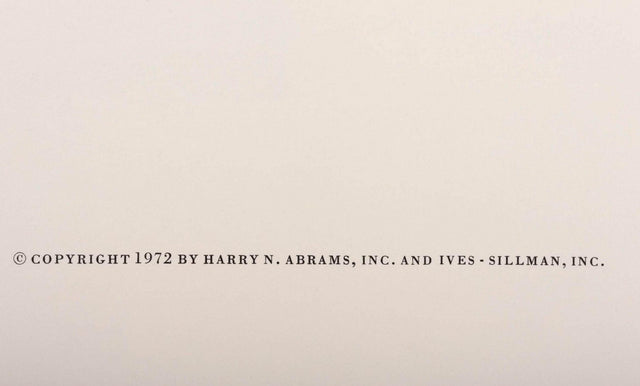 © COPYRIGHT 1972 BY HARRY N. ABRAMS, INC. AND IVES - SILLMAN, INC.